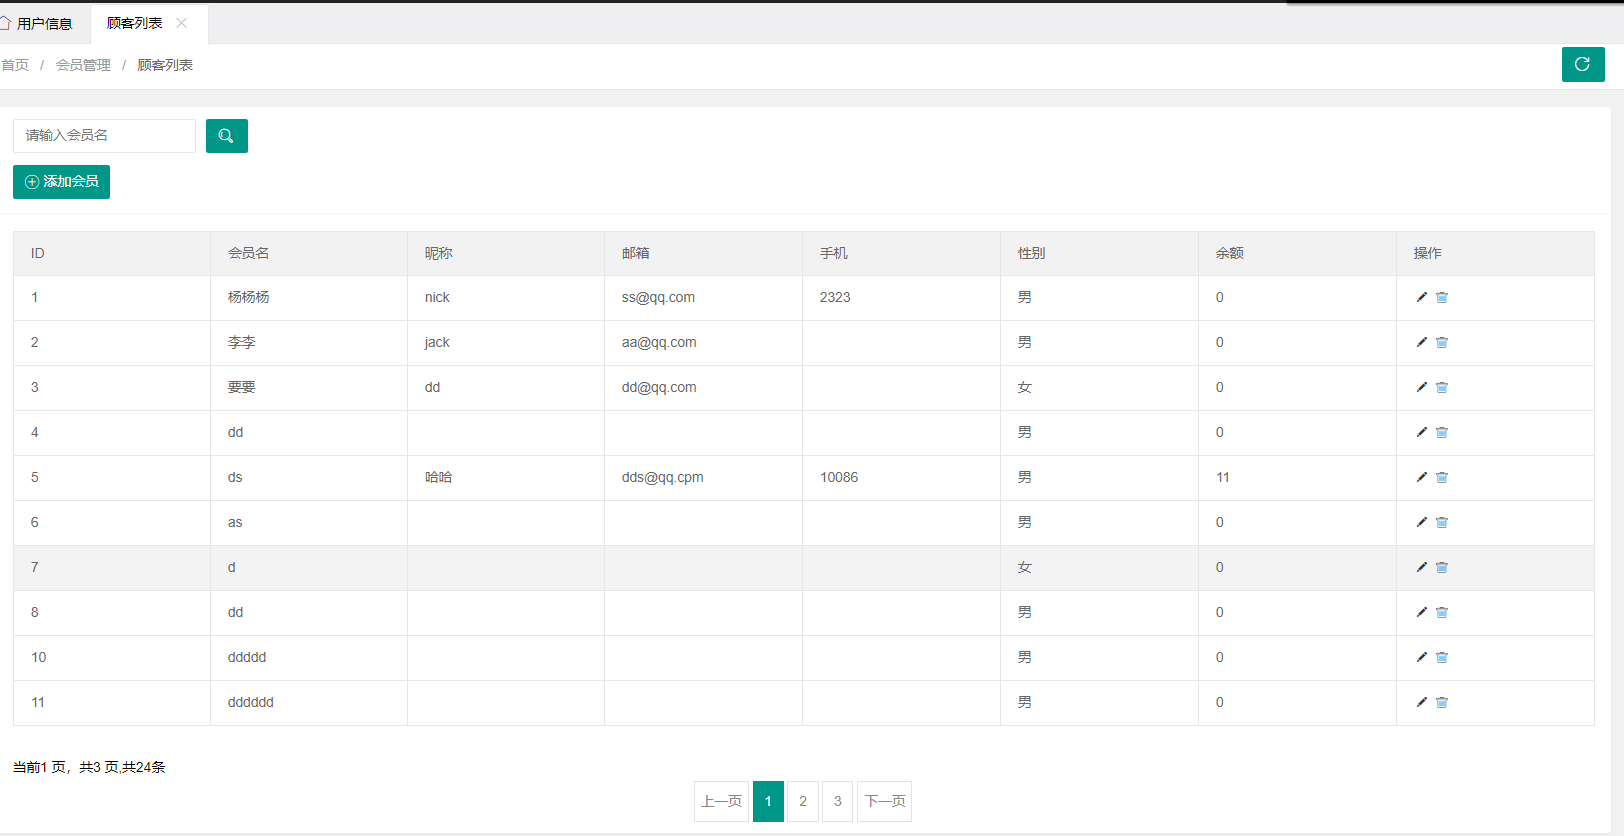 用户信息 顾客列表
首页 / 会员管理 / 顾客列表
请输入会员名
添加会员
ID 会员名 昵称 邮箱 手机 性别 余额 操作
1 杨杨杨 nick ss@qq.com 2323 男 0
2 李李 jack aa@qq.com 男 0
3 要要 dd dd@qq.com 女 0
4 dd 男 0
5 ds 哈哈 dds@qq.cpm 10086 男 11
6 as 男 0
7 d 女 0
8 dd 男 0
10 ddddd 男 0
11 dddddd 男 0
当前1 页，共3 页,共24条
上一页 1 2 3 下一页